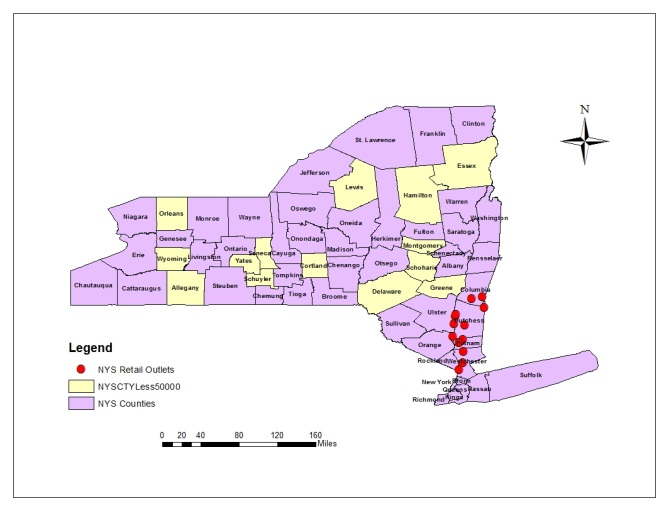 N
Clinton
Franklin
St. Lawrence
Essex
Jefferson
Lewis
Hamilton
Warren
Washington
Oswego
Oneida
Herkimer
Fulton
Saratoga
Niagara
Orleans
Monroe
Wayne
Genesee
Onondaga
Madison
Montgomery
Schenectady
Erie
Wyoming
Livingston
Ontario
Yates
Seneca
Cayuga
Cortland
Chenango
Otsego
Schoharie
Albany
Rensselaer
Chautauqua
Cattaraugus
Allegany
Steuben
Schuyler
Tompkins
Chemung
Tioga
Broome
Delaware
Greene
Columbia
Ulster
Dutchess
Sullivan
Orange
Putnam
Rockland
Westchester
New York
Bronx
Queens
Nassau
Suffolk
Richmond
Kings
Legend
NYS Retail Outlets
NYSCTYLess50000
NYS Counties
0 20 40 80 120 160
Miles